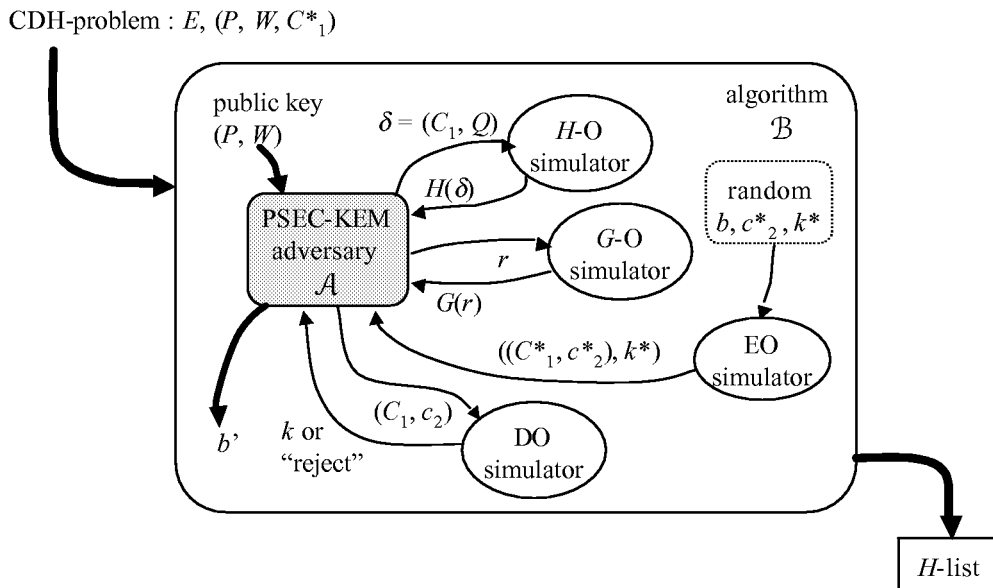 CDH-problem : E, (P, W, C*₁)
public key
(P, W)
δ = (C₁, Q)
H-O
simulator
algorithm
ℬ
H(δ)
random
b, c*₂, k*
PSEC-KEM
adversary
𝒜
r
G-O
simulator
G(r)
((C*₁, c*₂), k*)
EO
simulator
(C₁, c₂)
k or
“reject”
b’
DO
simulator
H-list